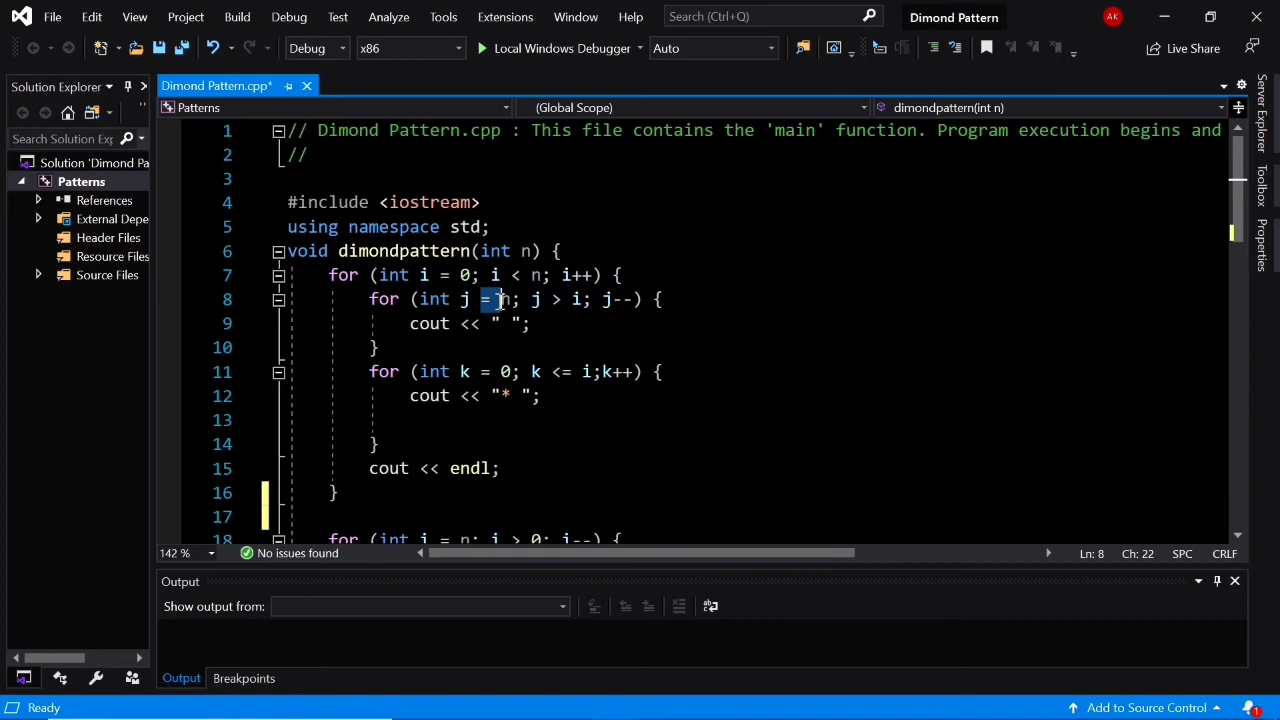 File Edit View Project Build Debug Test Analyze Tools Extensions Window Help Search (Ctrl+Q) Dimond Pattern AK
Debug x86 Local Windows Debugger Auto Live Share
Solution Explorer
Dimond Pattern.cpp*
Patterns (Global Scope) dimondpattern(int n)
Search Solution Exp
Solution 'Dimond Pa
Patterns
References
External Depe
Header Files
Resource Files
Source Files
1 // Dimond Pattern.cpp : This file contains the 'main' function. Program execution begins and
2 //
3
4 #include <iostream>
5 using namespace std;
6 void dimondpattern(int n) {
7 for (int i = 0; i < n; i++) {
8 for (int j = n; j > i; j--) {
9 cout << " ";
10 }
11 for (int k = 0; k <= i;k++) {
12 cout << "* ";
13
14 }
15 cout << endl;
16 }
17
18 for (int i = n; i > 0; i--) {
142 % No issues found Ln: 8 Ch: 22 SPC CRLF
Output
Show output from:
Output Breakpoints
Ready Add to Source Control 1
Server Explorer
Toolbox
Properties